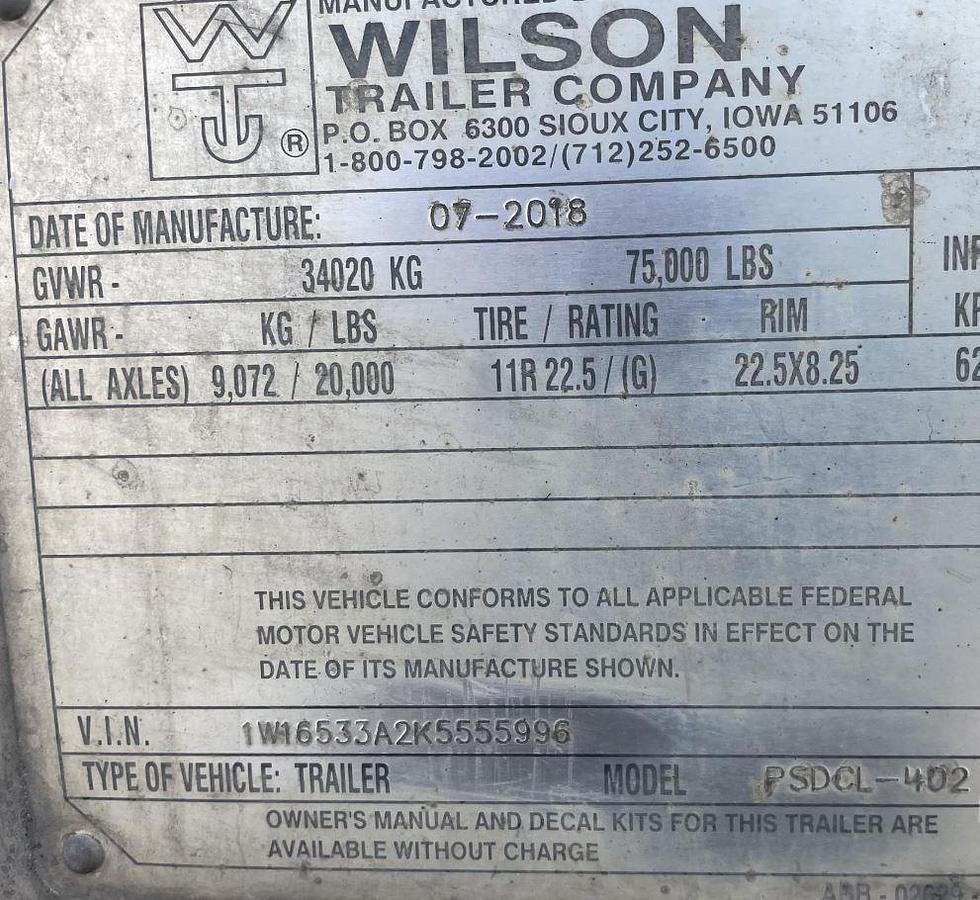 MANUFACTURED
WILSON
TRAILER COMPANY
P.O. BOX 6300 SIOUX CITY, IOWA 51106
1-800-798-2002/(712)252-6500
DATE OF MANUFACTURE: 07-2018
GVWR - 34020 KG 75,000 LBS
GAWR - KG / LBS TIRE / RATING RIM
(ALL AXLES) 9,072 / 20,000 11R 22.5 / (G) 22.5X8.25 62
THIS VEHICLE CONFORMS TO ALL APPLICABLE FEDERAL
MOTOR VEHICLE SAFETY STANDARDS IN EFFECT ON THE
DATE OF ITS MANUFACTURE SHOWN.
V.I.N. 1W16533A2K5555996
TYPE OF VEHICLE: TRAILER MODEL PSDCL-402
OWNER'S MANUAL AND DECAL KITS FOR THIS TRAILER ARE
AVAILABLE WITHOUT CHARGE